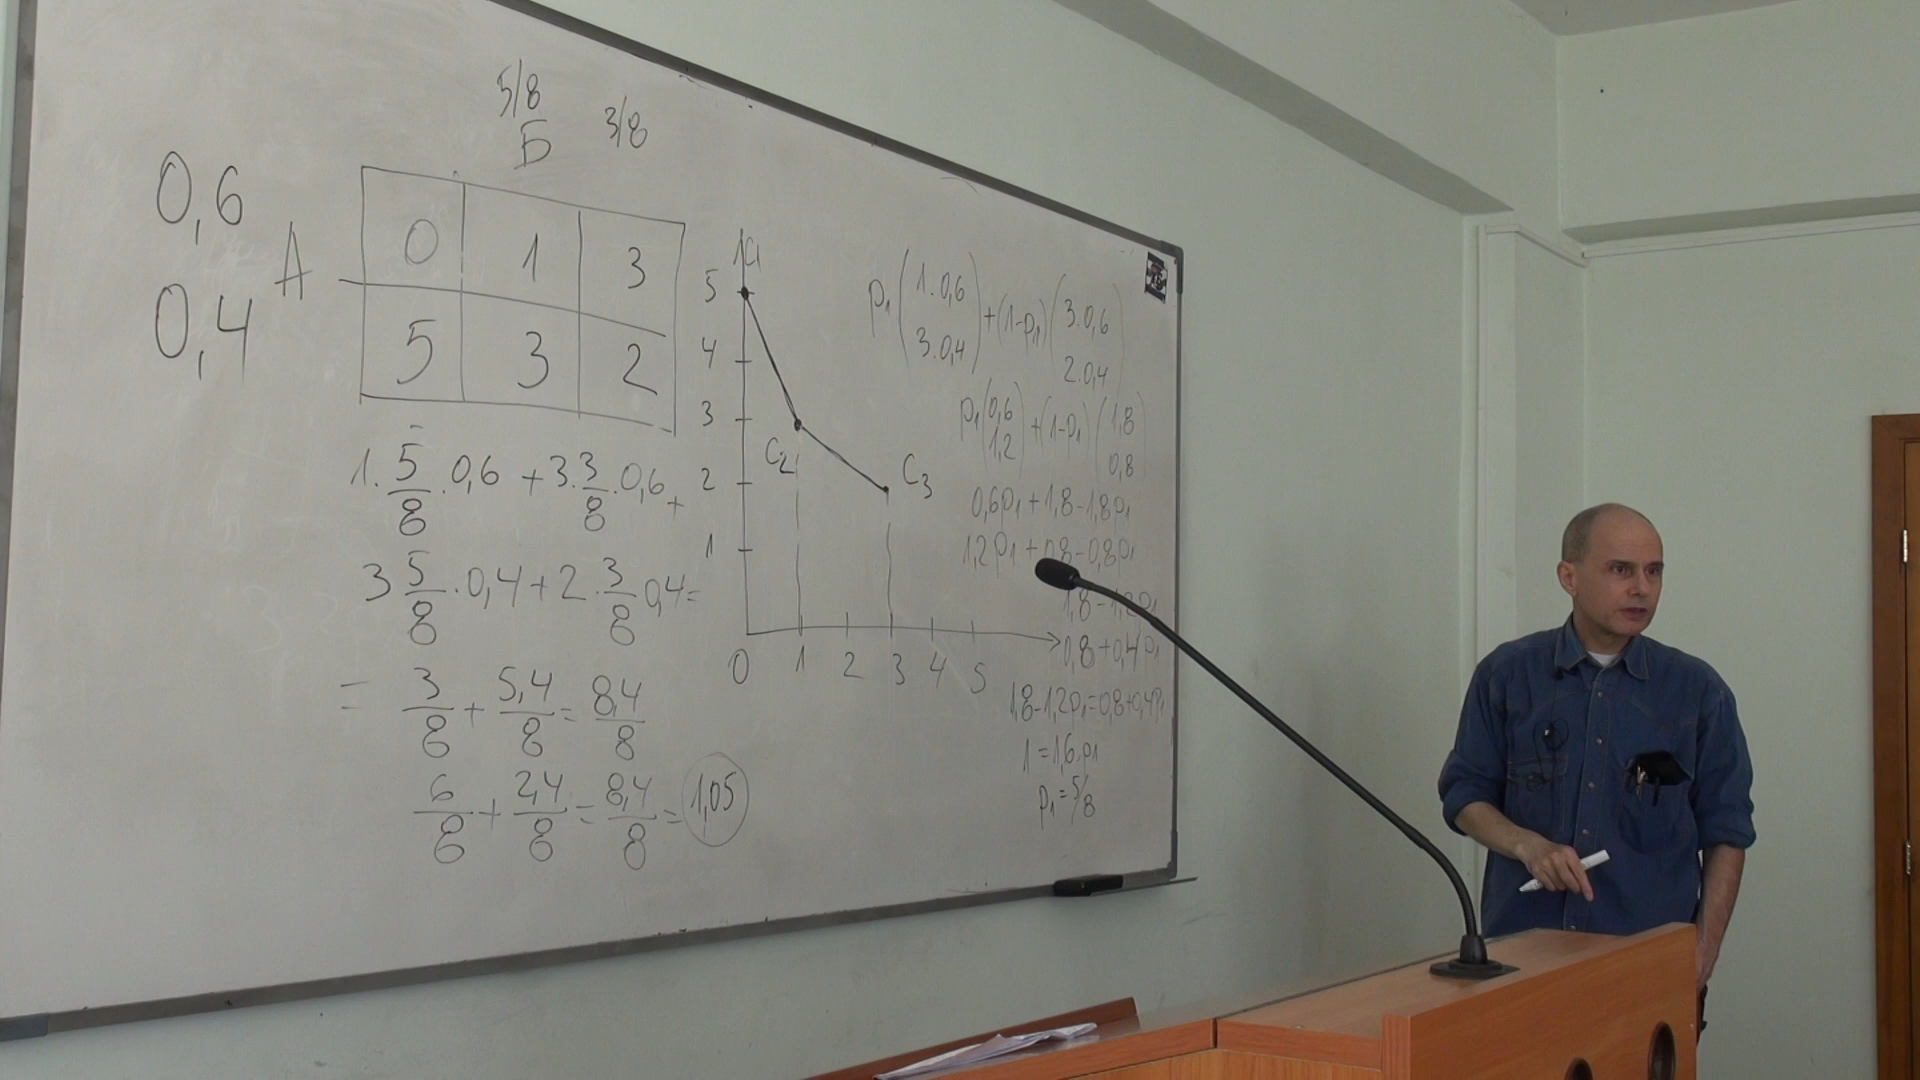 5/8 3/8
Б
0,6
0,4
А
0 1 3
5 3 2
1·5/8·0,6 + 3·3/8·0,6 +
3 5/8·0,4 + 2·3/8 0,4 =
= 3/8 + 5,4/8 = 8,4/8
6/8 + 2,4/8 = 8,4/8 = 1,05
5
4
3
2
1
0 1 2 3 4 5
C2
C3
p1 (1·0,6 3·0,4) + (1-p1) (3·0,6 2·0,4)
p1 (0,6 1,2) + (1-p1) (1,8 0,8)
0,6p1 + 1,8 - 1,8p1
1,2p1 + 0,8 - 0,8p1
1,8 - 1,2p1
0,8 + 0,4p1
1,8 - 1,2p1 = 0,8 + 0,4p1
1 = 1,6 p1
p1 = 5/8